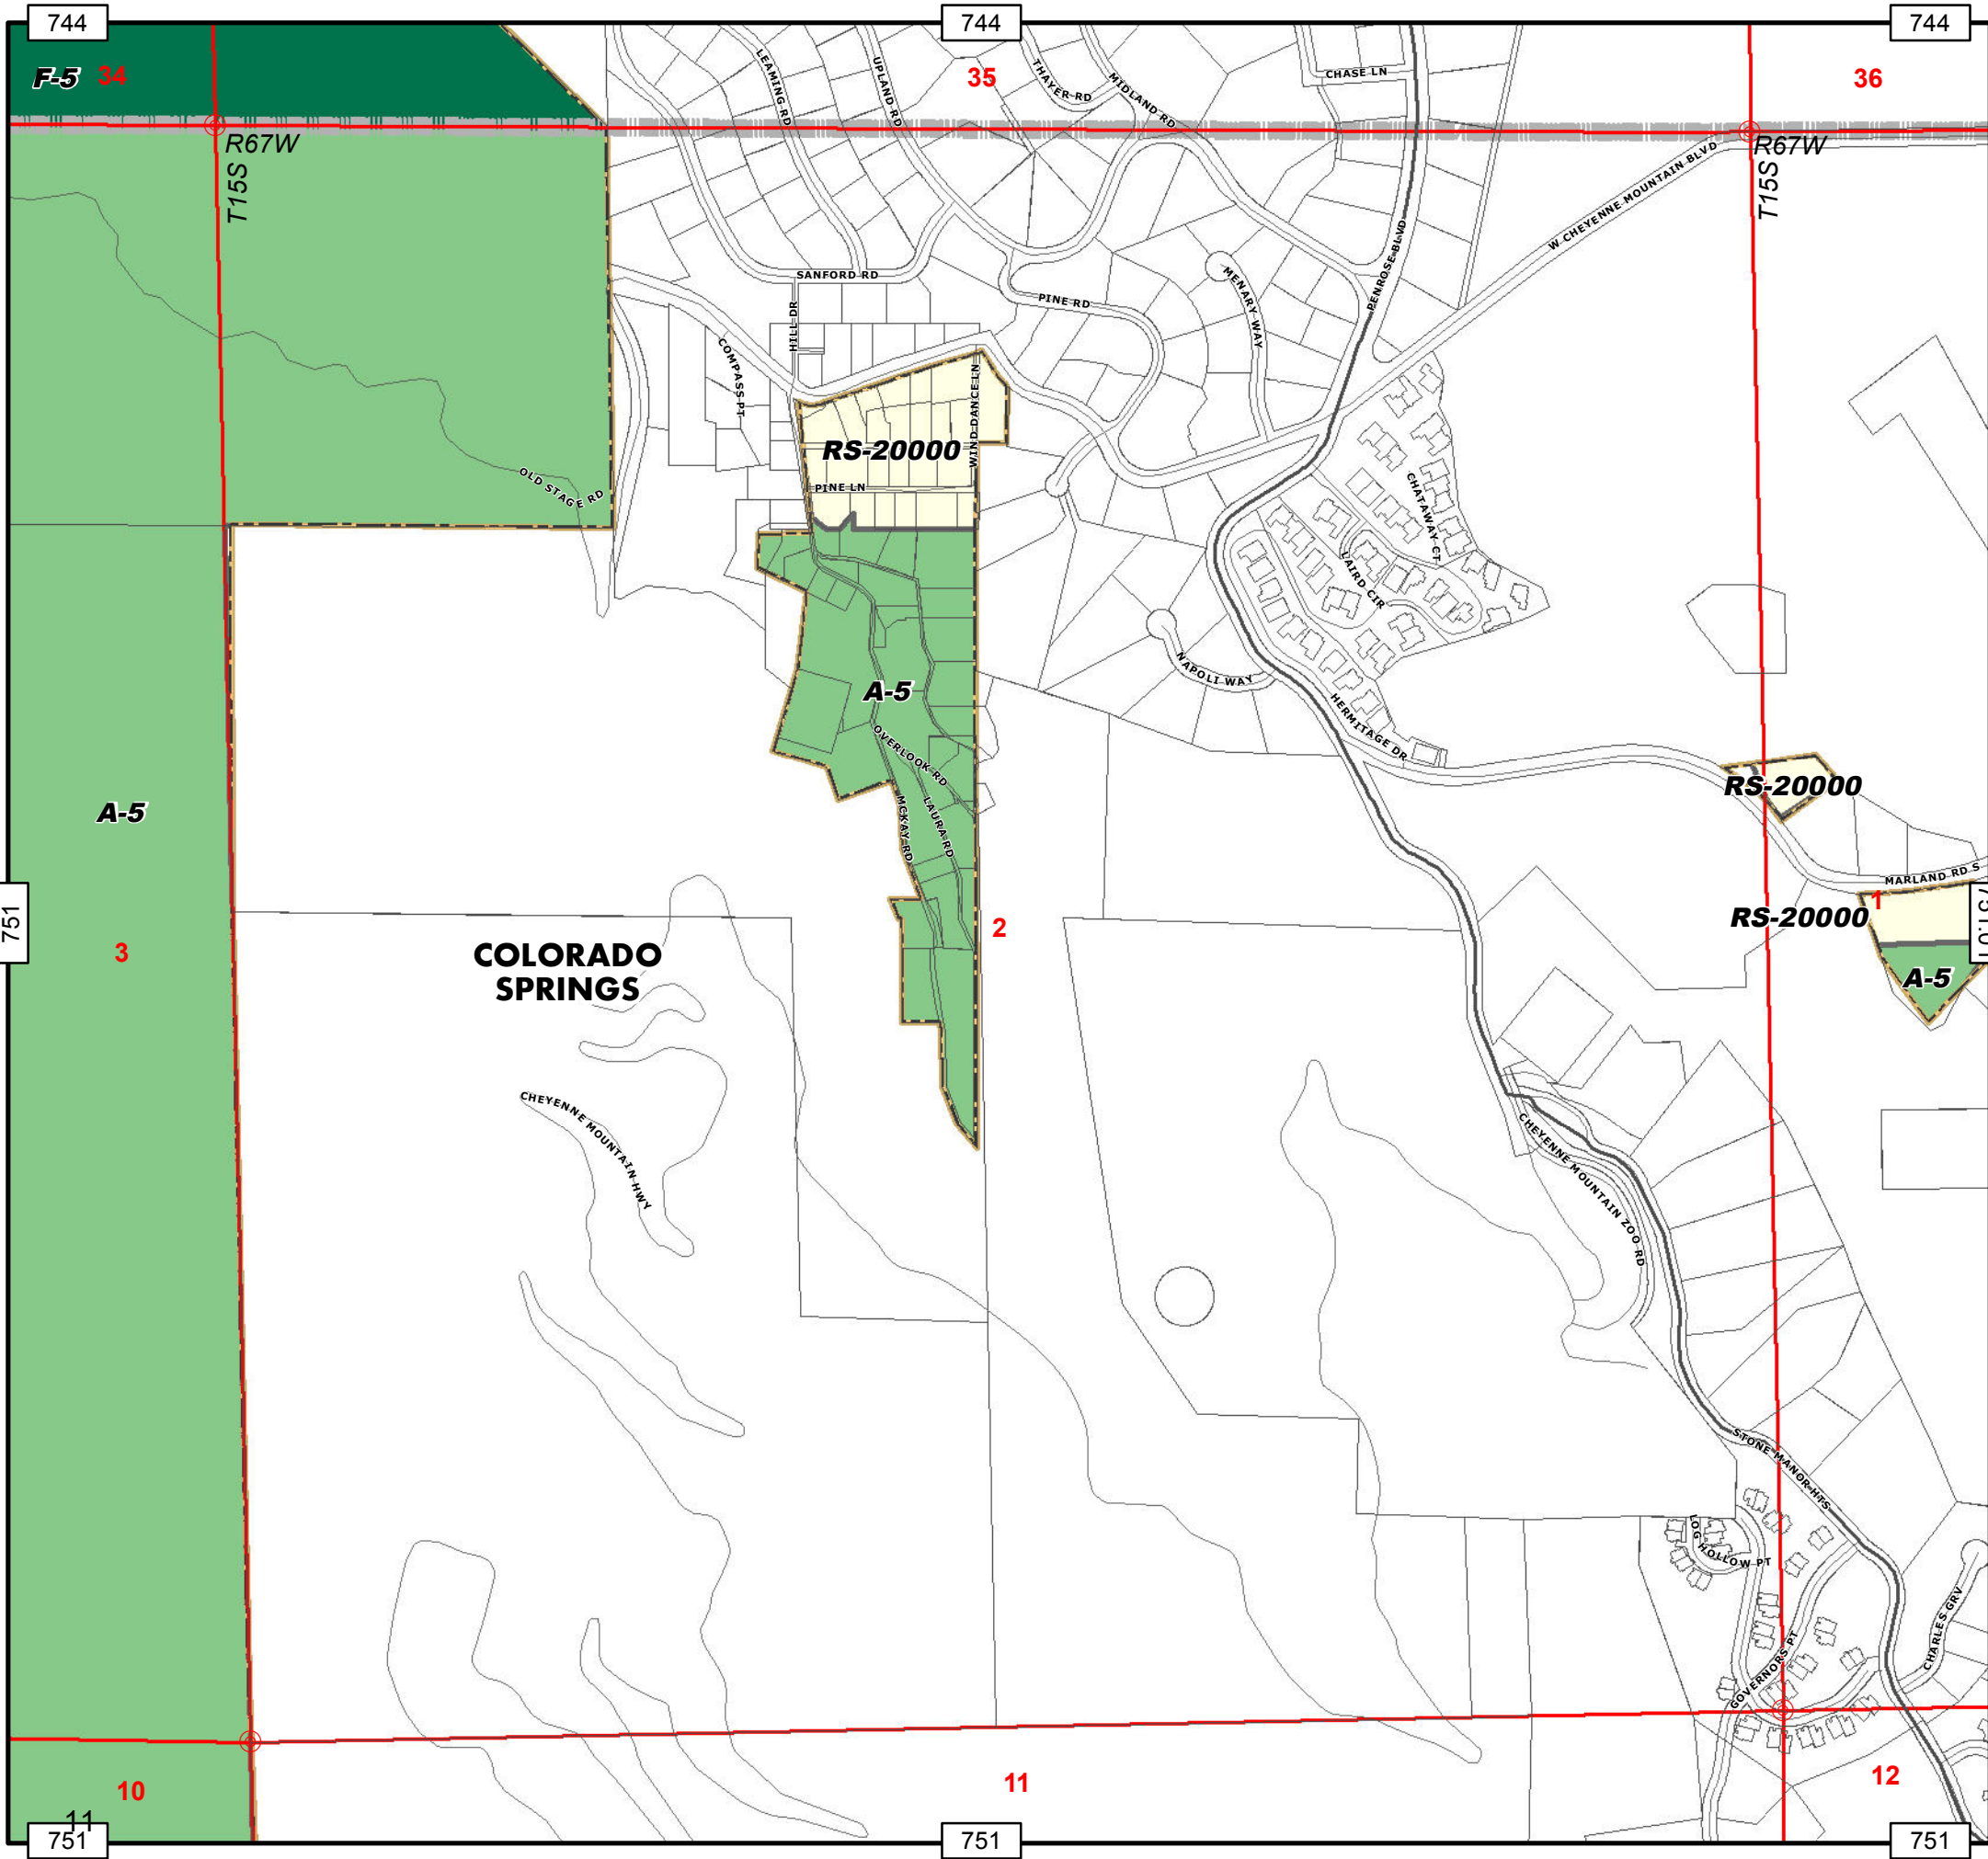 744
744
744
F-5
34
35
36
LEAMING RD
UPLAND RD
THAYER RD
MIDLAND RD
CHASE LN
R67W
T15S
R67W
T15S
W CHEYENNE MOUNTAIN BLVD
PENROSE BLVD
SANFORD RD
HILL DR
PINE RD
MENARY WAY
COMPASS PT
WIND DANCE LN
RS-20000
PINE LN
OLD STAGE RD
CHATAWAY CT
LAIRD CIR
NAPOLI WAY
HERMITAGE DR
A-5
OVERLOOK RD
LAURA RD
MCKAY RD
A-5
RS-20000
MARLAND RD S
1
RS-20000
751
751.01
3
2
COLORADO
SPRINGS
A-5
CHEYENNE MOUNTAIN HWY
CHEYENNE MOUNTAIN ZOO RD
STONE MANOR HTS
LOG HOLLOW PT
GOVERNORS PT
CHARLES GRV
10
11
12
11
751
751
751